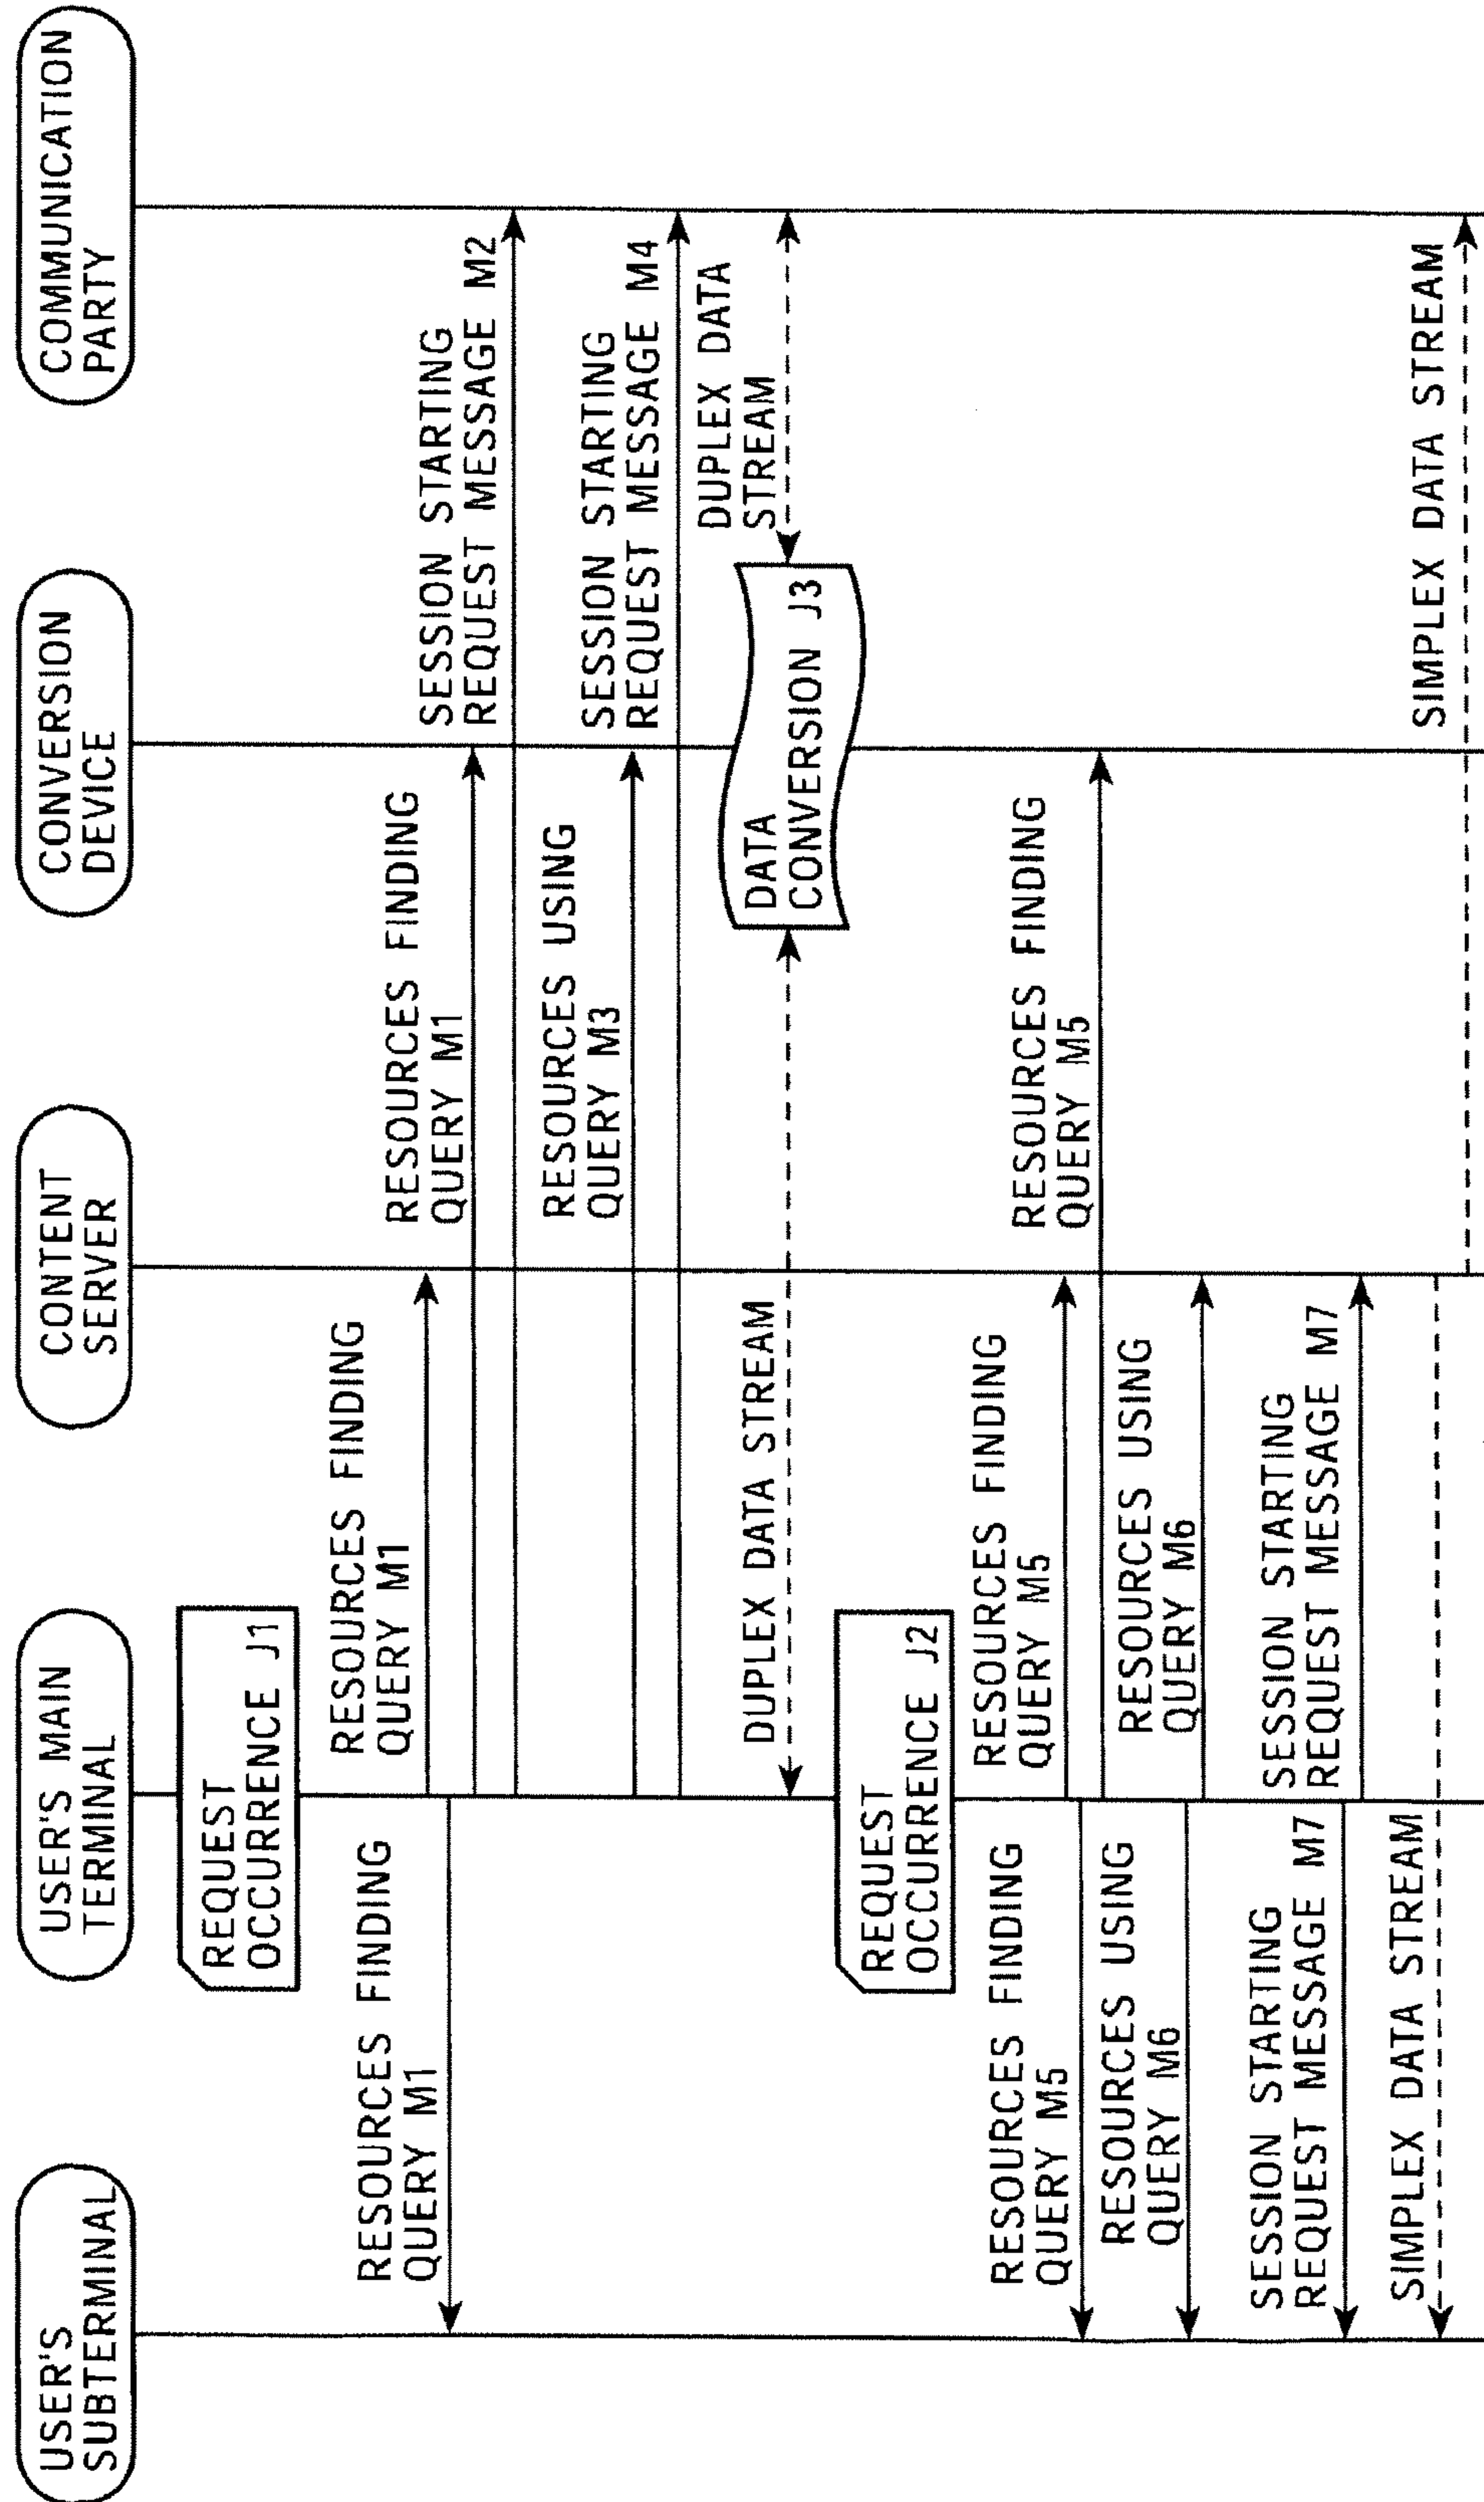 USER'S
SUBTERMINAL
USER'S MAIN
TERMINAL
CONTENT
SERVER
CONVERSION
DEVICE
COMMUNICATION
PARTY
REQUEST
OCCURRENCE J1
RESOURCES FINDING
QUERY M1
RESOURCES FINDING
QUERY M1
RESOURCES FINDING
QUERY M1
SESSION STARTING
REQUEST MESSAGE M2
RESOURCES USING
QUERY M3
SESSION STARTING
REQUEST MESSAGE M4
DUPLEX DATA STREAM
DATA
CONVERSION J3
DUPLEX DATA
STREAM
REQUEST
OCCURRENCE J2
RESOURCES FINDING
QUERY M5
RESOURCES FINDING
QUERY M5
RESOURCES FINDING
QUERY M5
RESOURCES USING
QUERY M6
RESOURCES USING
QUERY M6
SESSION STARTING
REQUEST MESSAGE M7
SESSION STARTING
REQUEST MESSAGE M7
SIMPLEX DATA STREAM
SIMPLEX DATA STREAM